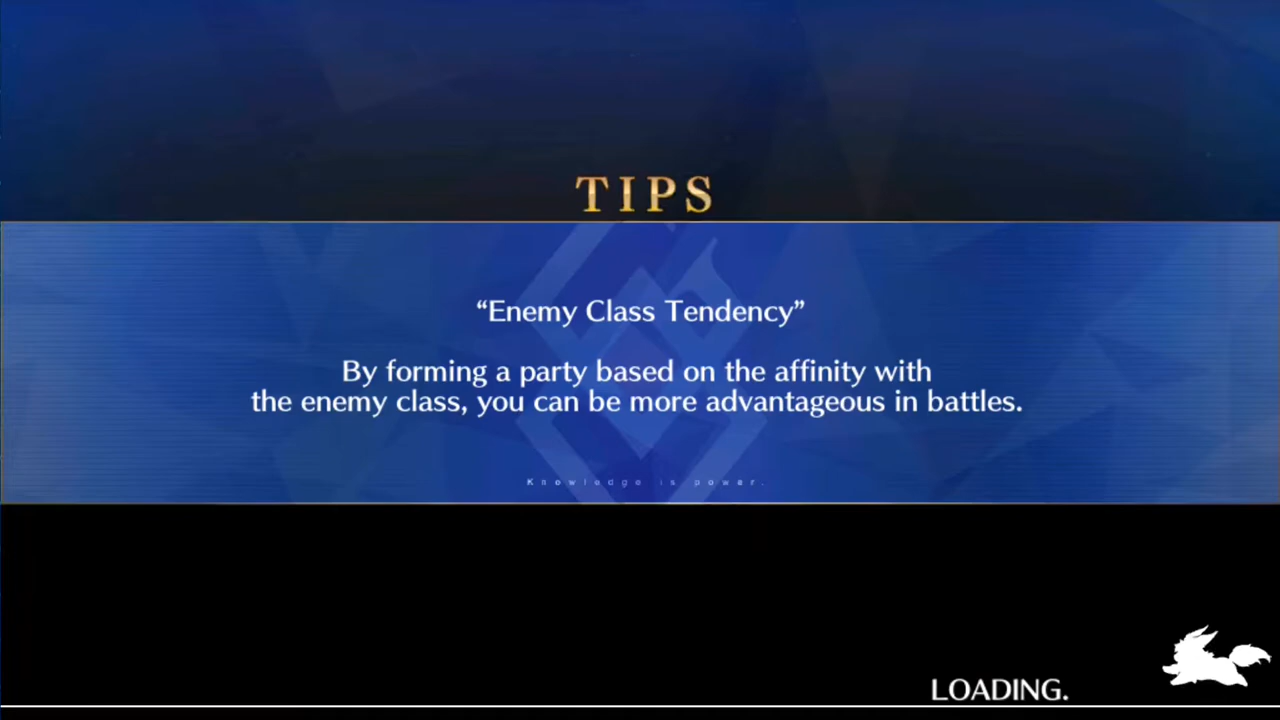 TIPS
“Enemy Class Tendency”
By forming a party based on the affinity with
the enemy class, you can be more advantageous in battles.
Knowledge is power.
LOADING.